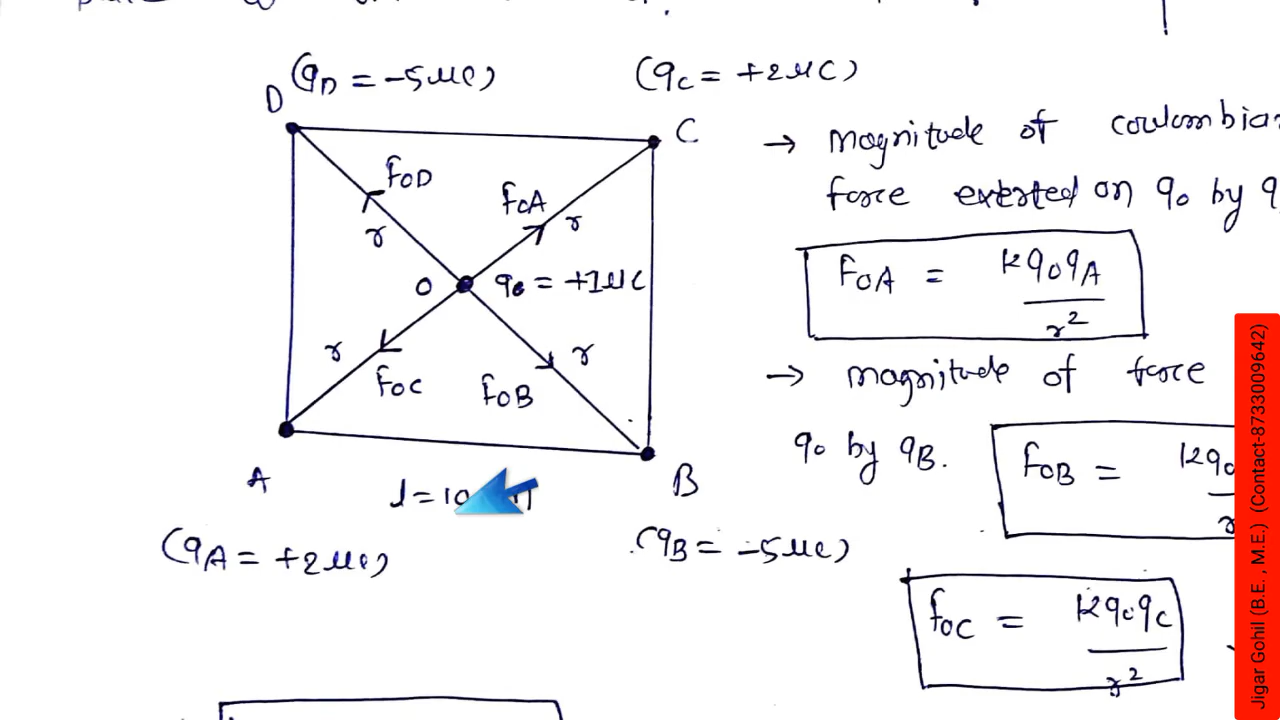 (qD = -5μC)
(qC = +2μC)
D
C
FOD
FOA
r
r
O
q0 = +1μC
r
r
FOC
FOB
A
B
l = 10
(qA = +2μC)
(qB = -5μC)
→ magnitude of coulombian
force exerted on q0 by q
FOA = kq0qA / r²
→ magnitude of force
q0 by qB.
FOB = kq0
r
FOC = kq0qC / r²
Jigar Gohil (B.E. , M.E.) (Contact-8733009642)